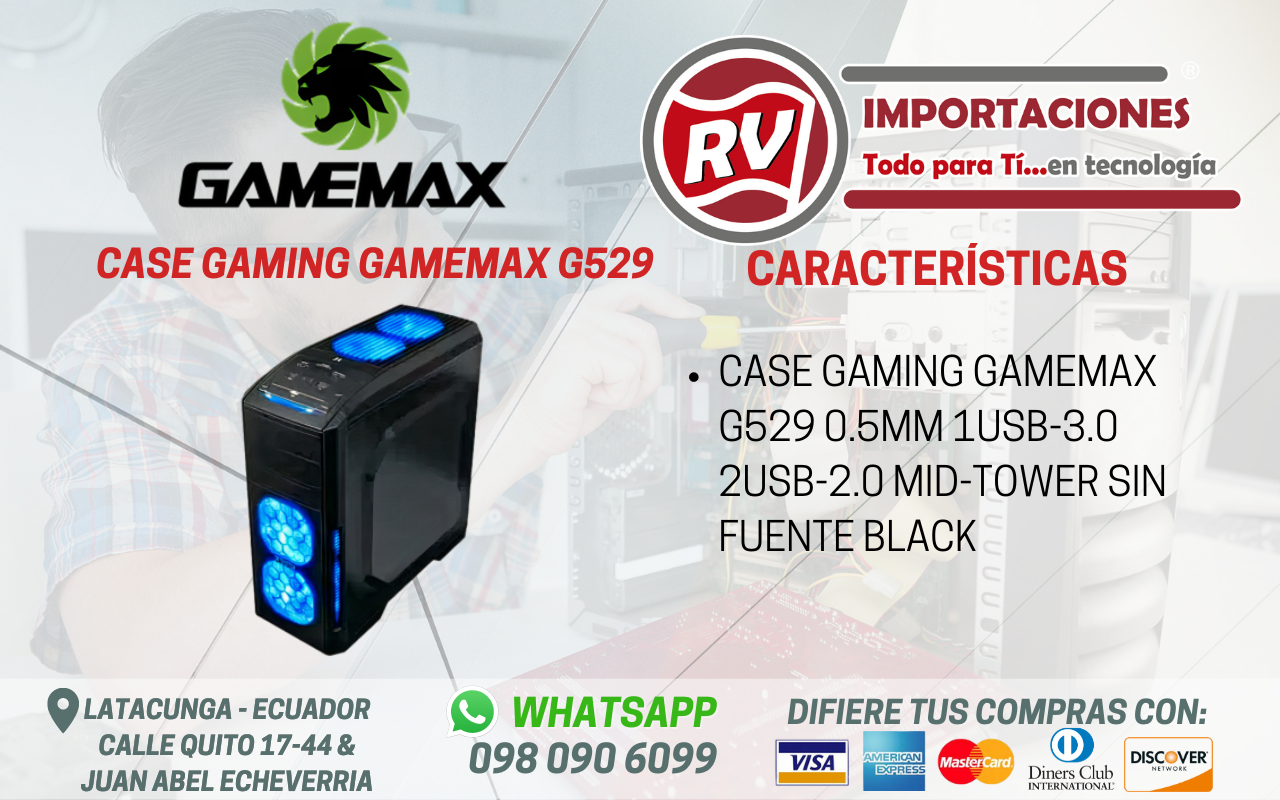 GAMEMAX
CASE GAMING GAMEMAX G529
RV
®
IMPORTACIONES
Todo para Tí...en tecnología
CARACTERÍSTICAS
• CASE GAMING GAMEMAX
G529 0.5MM 1USB-3.0
2USB-2.0 MID-TOWER SIN
FUENTE BLACK
LATACUNGA - ECUADOR
CALLE QUITO 17-44 &
JUAN ABEL ECHEVERRIA
WHATSAPP
098 090 6099
DIFIERE TUS COMPRAS CON:
VISA
AMERICAN
EXPRESS
MasterCard
Diners Club
INTERNATIONAL
DISCOVER
NETWORK